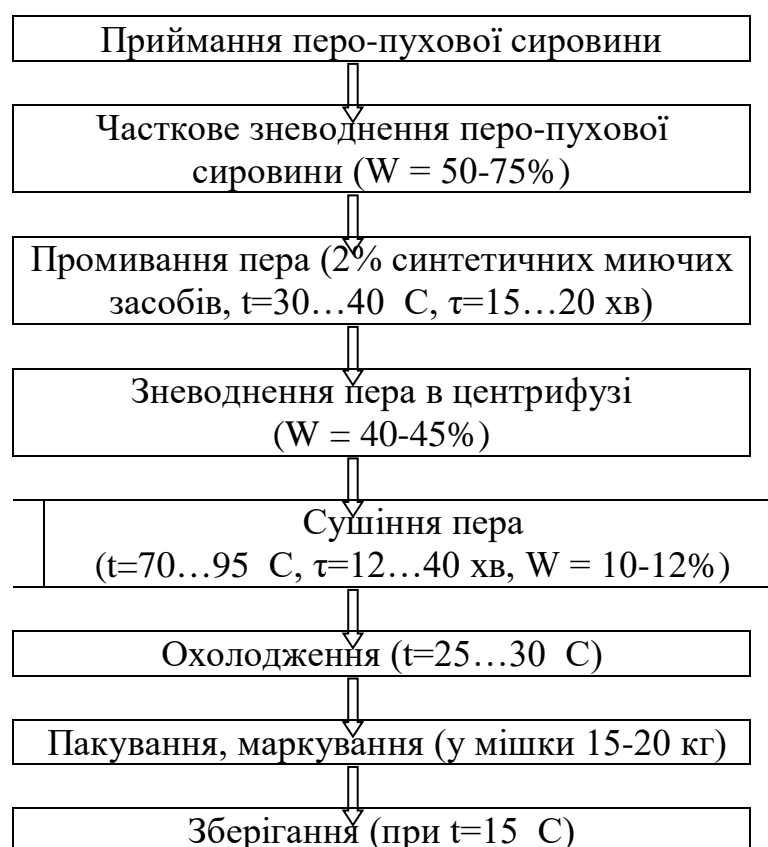 Приймання перо-пухової сировини
Часткове зневоднення перо-пухової
сировини (W = 50-75%)
Промивання пера (2% синтетичних миючих
засобів, t=30…40 С, τ=15…20 хв)
Зневоднення пера в центрифузі
(W = 40-45%)
Сушіння пера
(t=70…95 С, τ=12…40 хв, W = 10-12%)
Охолодження (t=25…30 С)
Пакування, маркування (у мішки 15-20 кг)
Зберігання (при t=15 С)